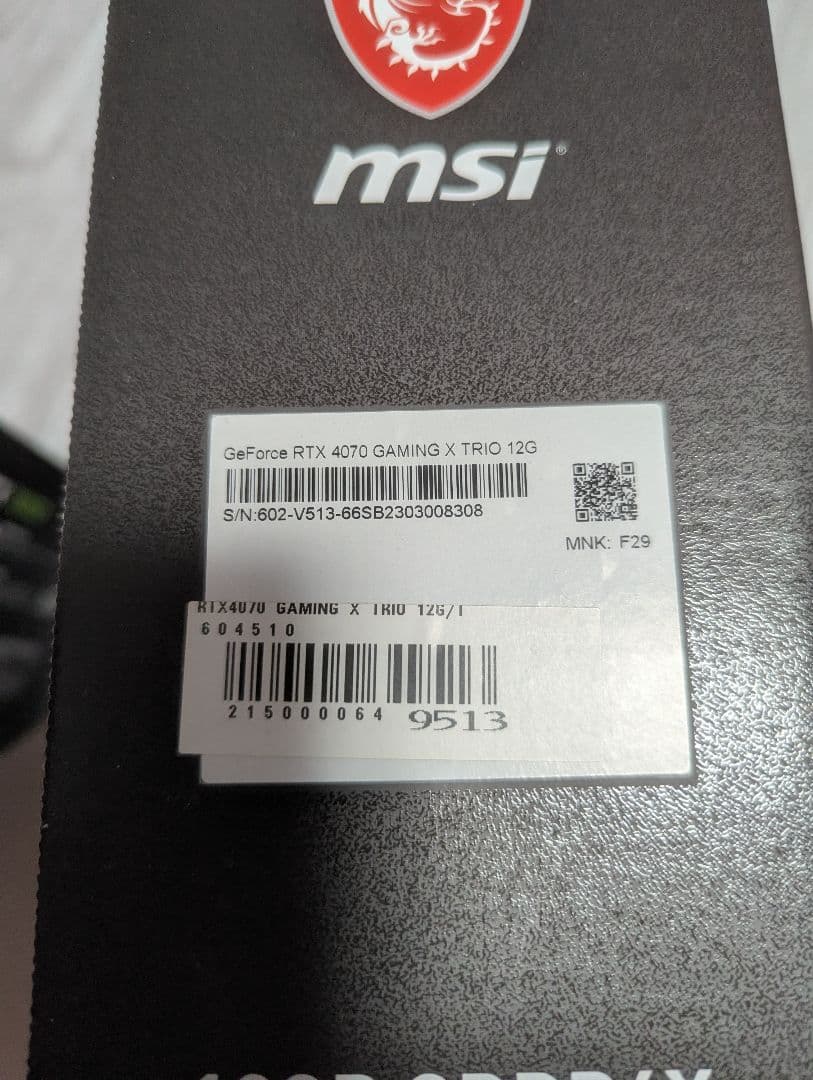 msi®
GeForce RTX 4070 GAMING X TRIO 12G
S/N:602-V513-66SB2303008308
MNK: F29
RTX4070 GAMING X TRIO 12G/T
604510
215000064 9513